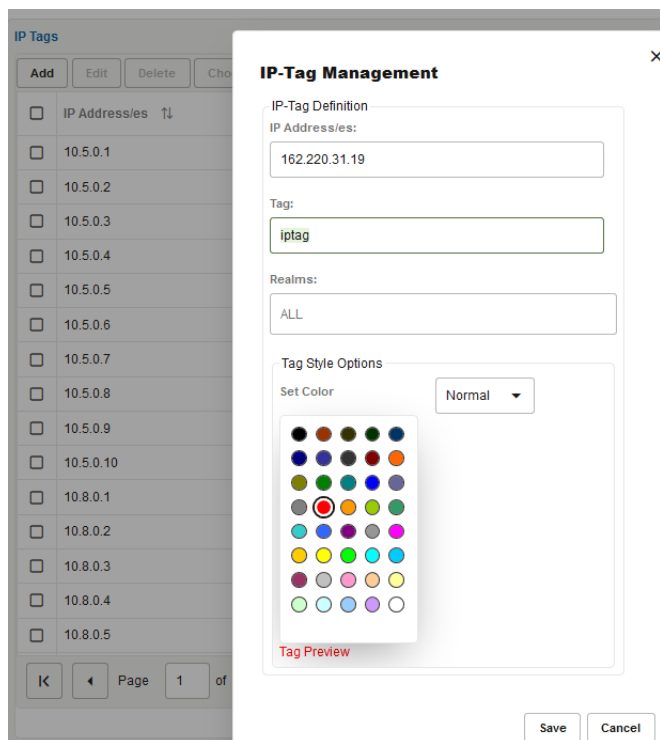 IP Tags
Add Edit Delete
IP Address/es
10.5.0.1
10.5.0.2
10.5.0.3
10.5.0.4
10.5.0.5
10.5.0.6
10.5.0.7
10.5.0.8
10.5.0.9
10.5.0.10
10.8.0.1
10.8.0.2
10.8.0.3
10.8.0.4
10.8.0.5
Page 1 of
IP-Tag Management
IP-Tag Definition
IP Address/es:
162.220.31.19
Tag:
iptag
Realms:
ALL
Tag Style Options
Set Color Normal
Tag Preview
Save Cancel